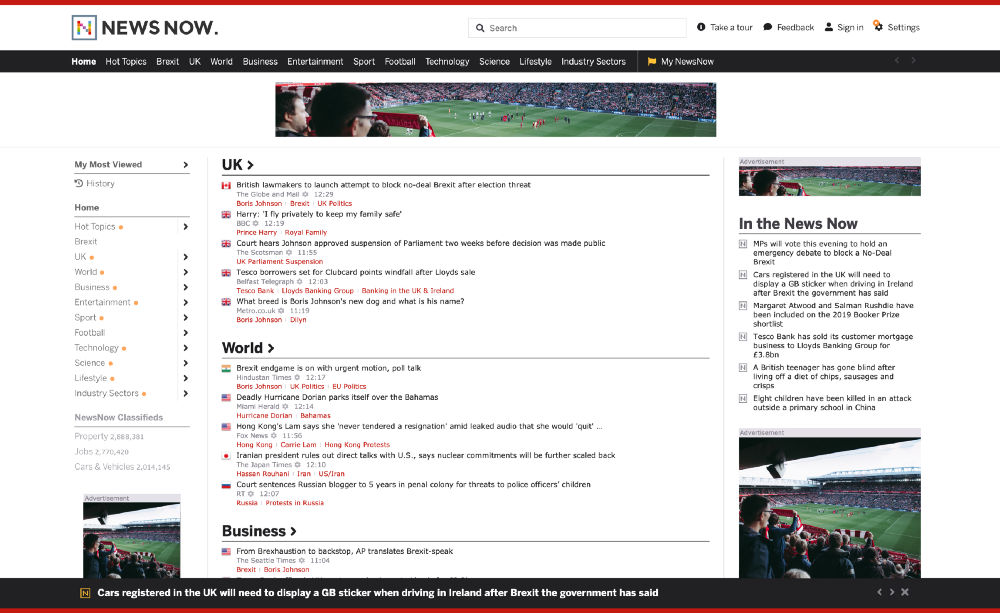 NEWS NOW.
Search
Take a tour
Feedback
Sign in
Settings
Home Hot Topics Brexit UK World Business Entertainment Sport Football Technology Science Lifestyle Industry Sectors My NewsNow
My Most Viewed
History
Home
Hot Topics
Brexit
UK
World
Business
Entertainment
Sport
Football
Technology
Science
Lifestyle
Industry Sectors
NewsNow Classifieds
Property 2,888,381
Jobs 2,770,420
Cars & Vehicles 2,014,145
Advertisement
UK
British lawmakers to launch attempt to block no-deal Brexit after election threat
The Globe and Mail 12:29
Boris Johnson Brexit UK Politics
Harry: 'I fly privately to keep my family safe'
BBC 12:19
Prince Harry Royal Family
Court hears Johnson approved suspension of Parliament two weeks before decision was made public
The Scotsman 11:55
UK Parliament Suspension
Tesco borrowers set for Clubcard points windfall after Lloyds sale
Belfast Telegraph 12:03
Tesco Bank Lloyds Banking Group Banking in the UK & Ireland
What breed is Boris Johnson's new dog and what is his name?
Metro.co.uk 11:19
Boris Johnson Dilyn
World
Brexit endgame is on with urgent motion, poll talk
Hindustan Times 12:17
Boris Johnson UK Politics EU Politics
Deadly Hurricane Dorian parks itself over the Bahamas
Miami Herald 12:14
Hurricane Dorian Bahamas
Hong Kong's Lam says she 'never tendered a resignation' amid leaked audio that she would 'quit' ...
Fox News 11:56
Hong Kong Carrie Lam Hong Kong Protests
Iranian president rules out direct talks with U.S., says nuclear commitments will be further scaled back
The Japan Times 12:10
Hassan Rouhani Iran US/Iran
Court sentences Russian blogger to 5 years in penal colony for threats to police officers' children
RT 12:07
Russia Protests in Russia
Business
From Brexhaustion to backstop, AP translates Brexit-speak
The Seattle Times 11:04
Brexit Boris Johnson
Advertisement
In the News Now
MPs will vote this evening to hold an
emergency debate to block a No-Deal
Brexit
Cars registered in the UK will need to
display a GB sticker when driving in Ireland
after Brexit the government has said
Margaret Atwood and Salman Rushdie have
been included on the 2019 Booker Prize
shortlist
Tesco Bank has sold its customer mortgage
business to Lloyds Banking Group for
£3.8bn
A British teenager has gone blind after
living off a diet of chips, sausages and
crisps
Eight children have been killed in an attack
outside a primary school in China
Advertisement
Cars registered in the UK will need to display a GB sticker when driving in Ireland after Brexit the government has said